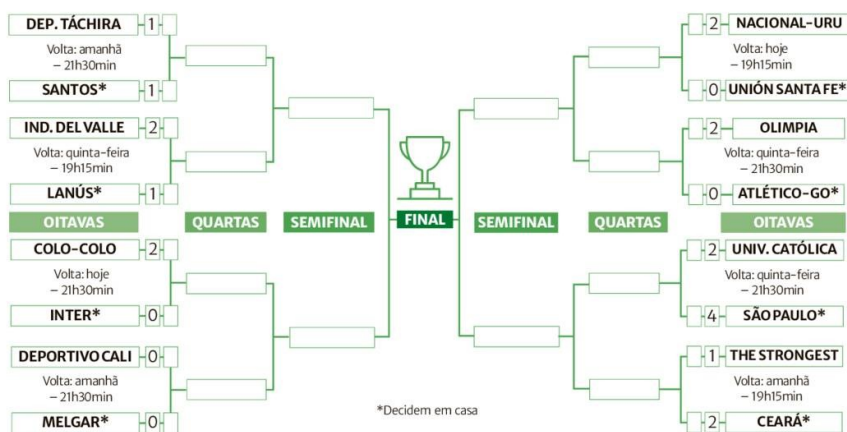 DEP. TÁCHIRA 1
Volta: amanhã
– 21h30min
SANTOS* 1
IND. DEL VALLE 2
Volta: quinta-feira
– 19h15min
LANÚS* 1
OITAVAS
COLO-COLO 2
Volta: hoje
– 21h30min
INTER* 0
DEPORTIVO CALI 0
Volta: amanhã
– 21h30min
MELGAR* 0
QUARTAS
SEMIFINAL
FINAL
SEMIFINAL
QUARTAS
2 NACIONAL-URU
Volta: hoje
– 19h15min
0 UNIÓN SANTA FE*
2 OLIMPIA
Volta: quinta-feira
– 21h30min
0 ATLÉTICO-GO*
OITAVAS
2 UNIV. CATÓLICA
Volta: quinta-feira
– 21h30min
4 SÃO PAULO*
1 THE STRONGEST
Volta: amanhã
– 19h15min
2 CEARÁ*
*Decidem em casa